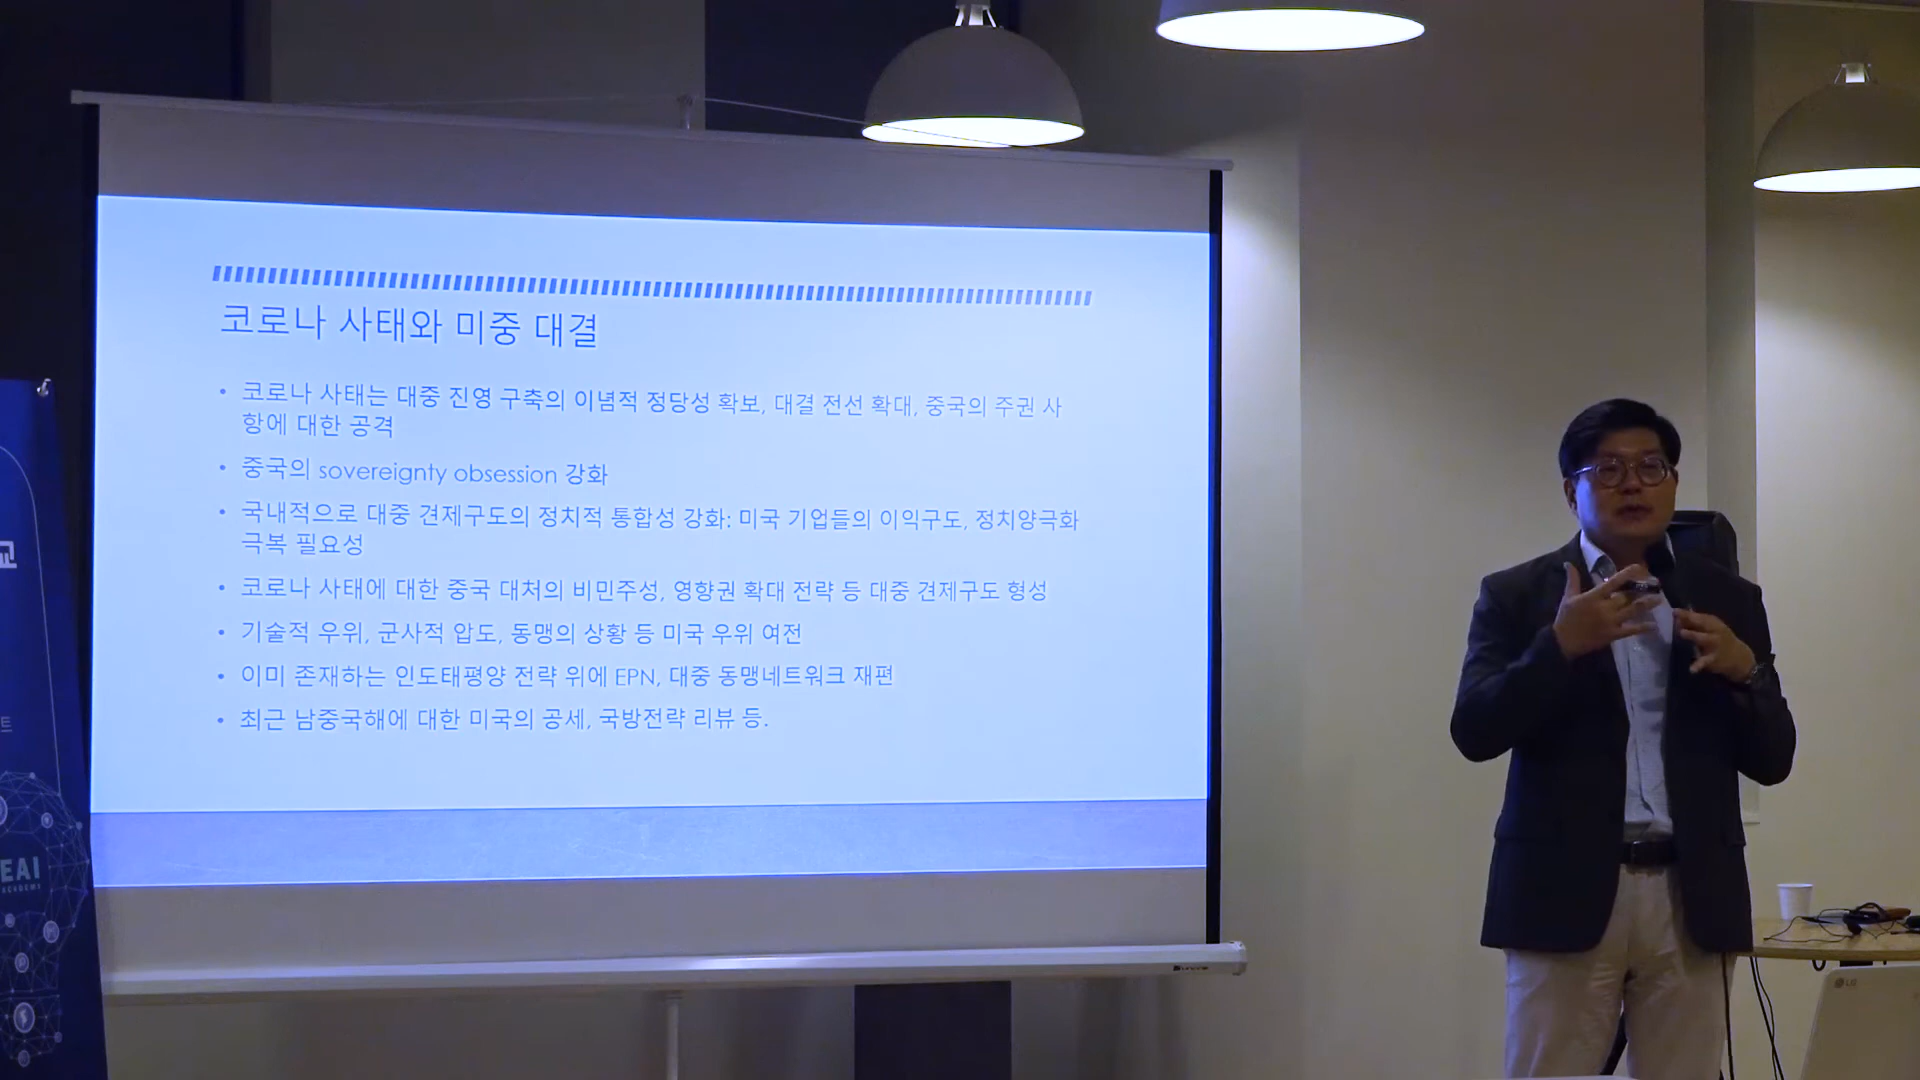 코로나 사태와 미중 대결
• 코로나 사태는 대중 진영 구축의 이념적 정당성 확보, 대결 전선 확대, 중국의 주권 사
항에 대한 공격
• 중국의 sovereignty obsession 강화
• 국내적으로 대중 견제구도의 정치적 통합성 강화: 미국 기업들의 이익구도, 정치양극화
극복 필요성
• 코로나 사태에 대한 중국 대처의 비민주성, 영향권 확대 전략 등 대중 견제구도 형성
• 기술적 우위, 군사적 압도, 동맹의 상황 등 미국 우위 여전
• 이미 존재하는 인도태평양 전략 위에 EPN, 대중 동맹네트워크 재편
• 최근 남중국해에 대한 미국의 공세, 국방전략 리뷰 등.
교
트
EAI
ACADEMY
LG